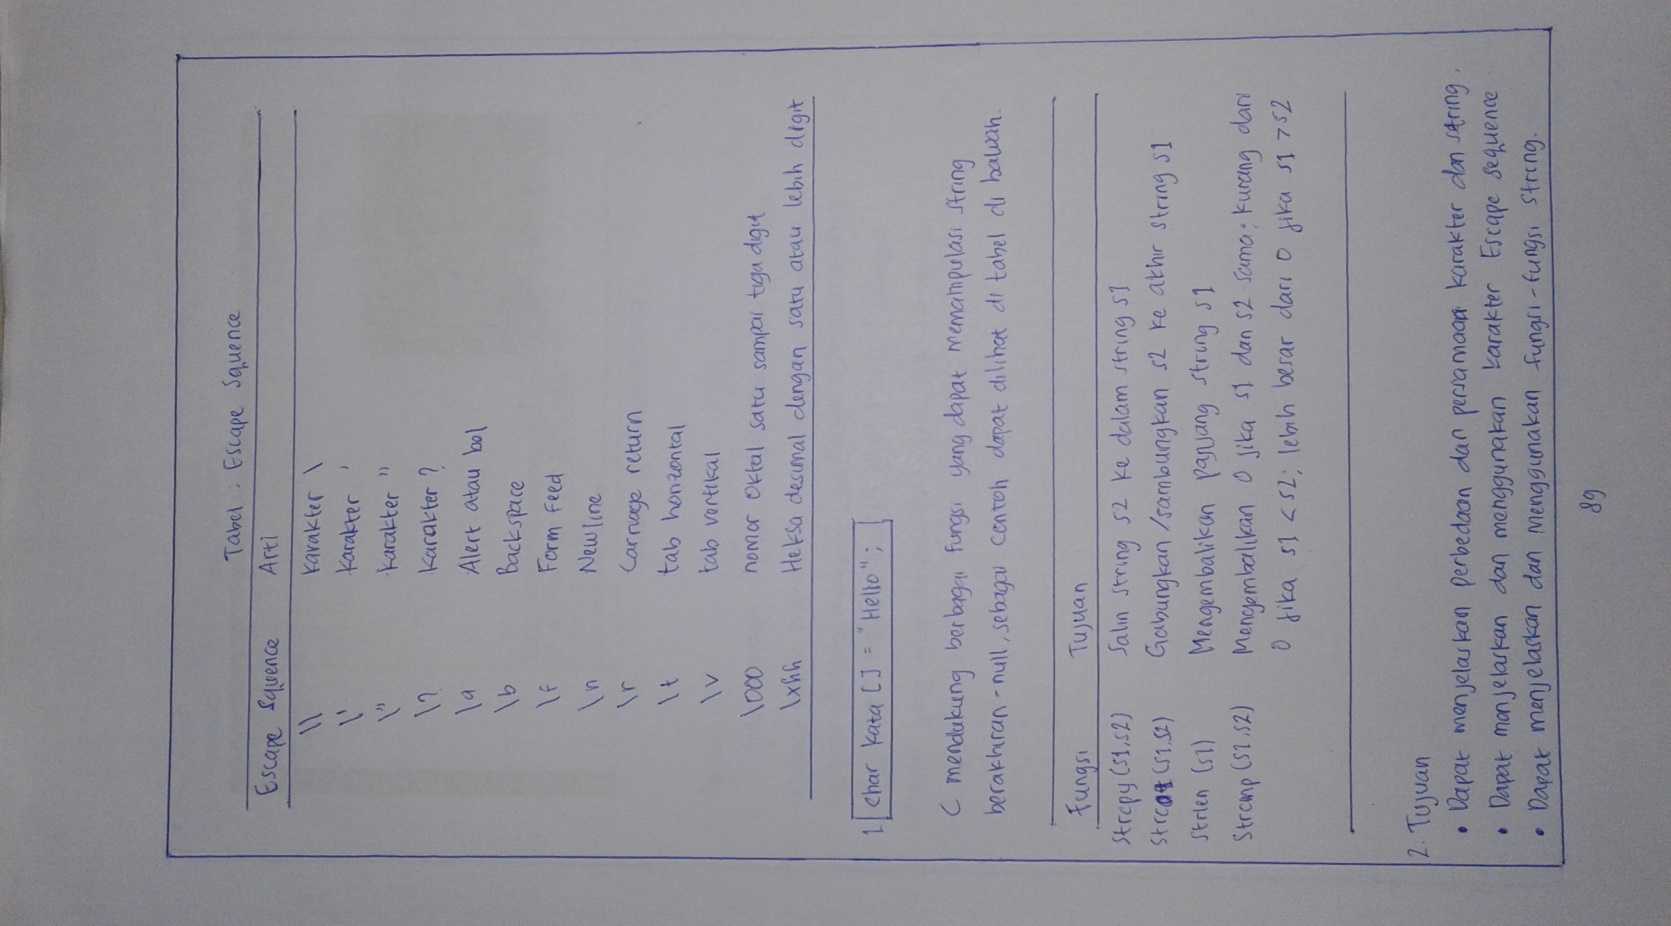 Tabel : Escape Sequence
Escape Squence Arti
\\ Karakter \
\' Karakter '
\" karakter "
\? Karakter ?
\a Alert atau bel
\b Backspace
\f Form Feed
\n Newline
\r Carriage return
\t tab horizontal
\v tab vertikal
\000 nomor Oktal satu sampai tiga digit
\xhh Heksa desimal dengan satu atau lebih digit
1 char kata [] = "Hello";
C mendukung berbagai fungsi yang dapat memanipulasi string
berakhiran-null, sebagai contoh dapat dilihat di tabel di bawah.
Fungsi Tujuan
Strcpy (s1,s2) Salin string s2 ke dalam string s1
Strcat (s1,s2) Gabungkan/sambungkan s2 ke akhir string s1
Strlen (s1) Mengembalikan panjang string s1
Strcmp (s1,s2) Mengembalikan 0 jika s1 dan s2 sama; kurang dari
0 jika s1 < s2; lebih besar dari 0 jika s1 > s2
2. Tujuan
• Dapat menjelaskan perbedaan dan persamaan karakter dan string.
• Dapat menjelaskan dan menggunakan karakter Escape sequence
• Dapat menjelaskan dan Menggunakan fungsi-fungsi string.
89